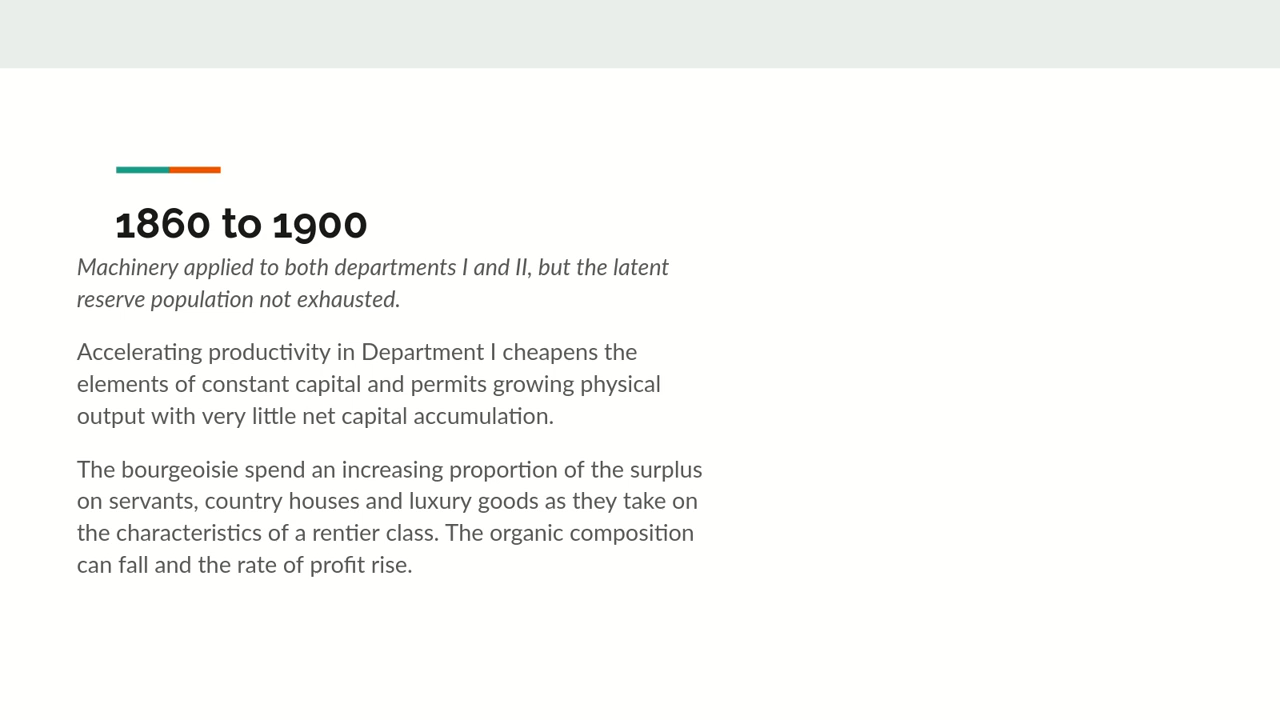 1860 to 1900
Machinery applied to both departments I and II, but the latent
reserve population not exhausted.
Accelerating productivity in Department I cheapens the
elements of constant capital and permits growing physical
output with very little net capital accumulation.
The bourgeoisie spend an increasing proportion of the surplus
on servants, country houses and luxury goods as they take on
the characteristics of a rentier class. The organic composition
can fall and the rate of profit rise.